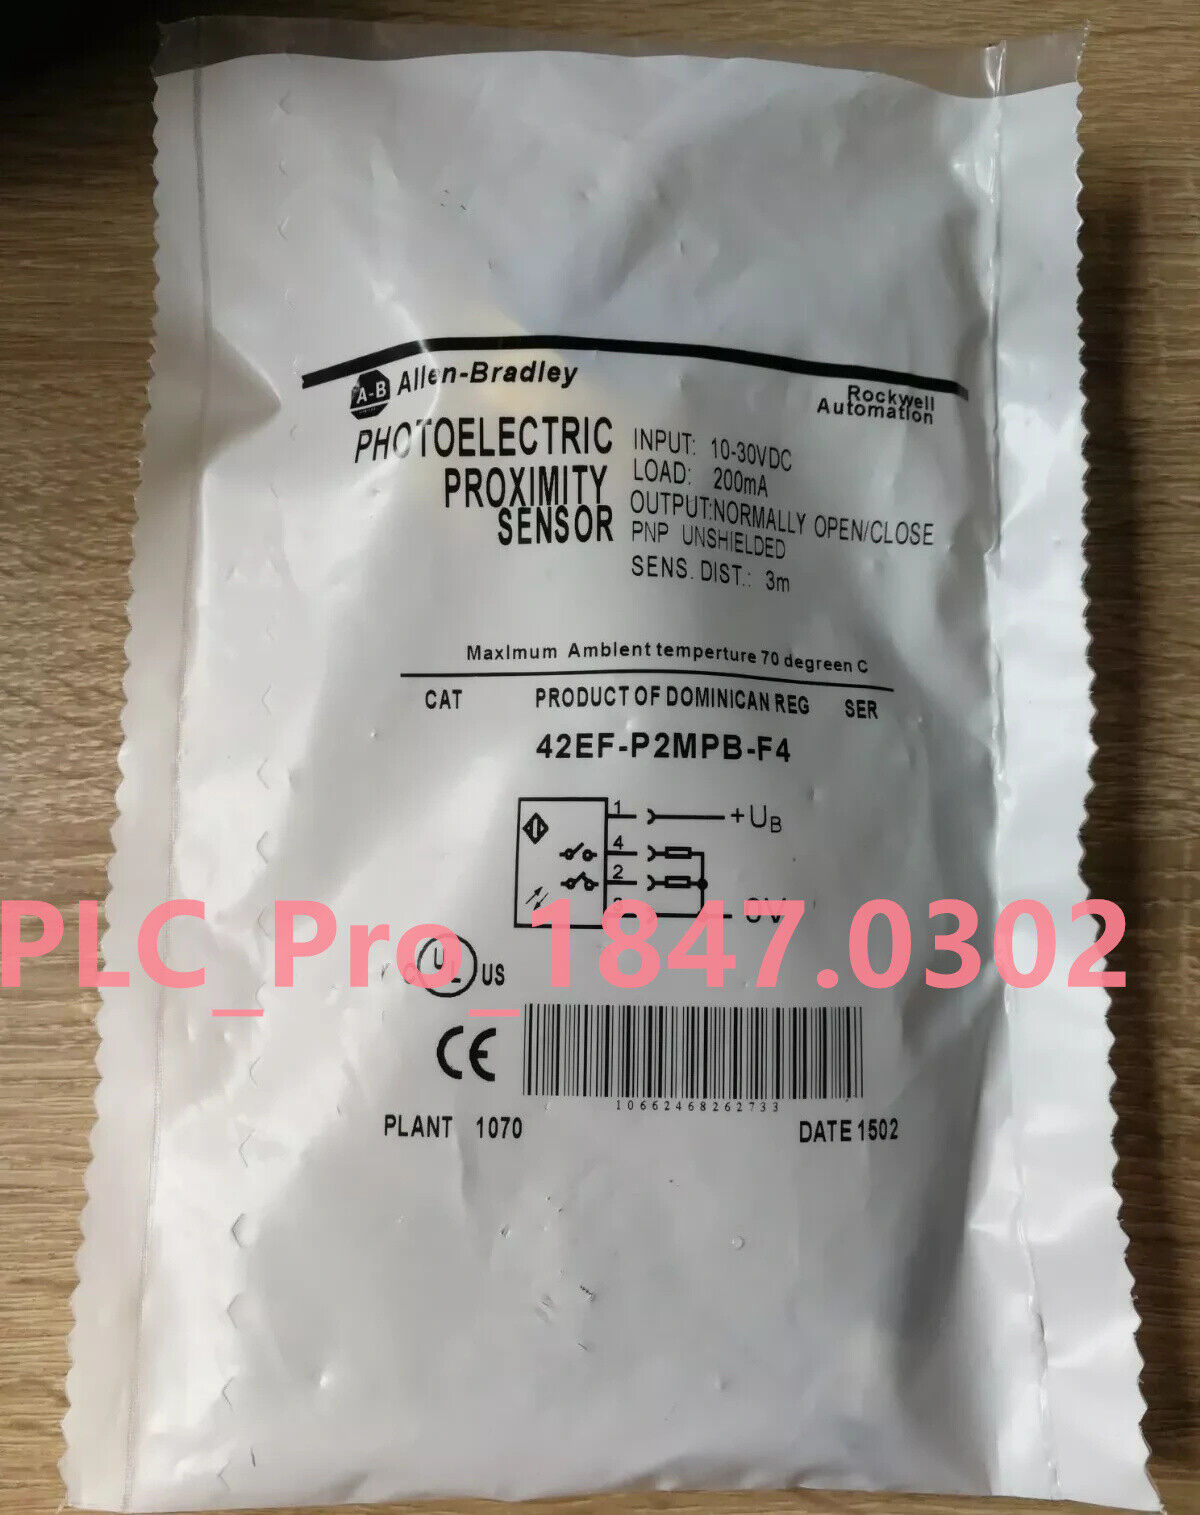 A-B Allen-Bradley
Rockwell
Automation
PHOTOELECTRIC
PROXIMITY
SENSOR
INPUT: 10-30VDC
LOAD: 200mA
OUTPUT:NORMALLY OPEN/CLOSE
PNP UNSHIELDED
SENS. DIST.: 3m
MaxImum AmbIent temperture 70 degreen C
CAT PRODUCT OF DOMINICAN REG SER
42EF-P2MPB-F4
1 +UB
4
2
0V
PLC_Pro_1847.0302
UL US
CE
10662468262733
PLANT 1070 DATE 1502